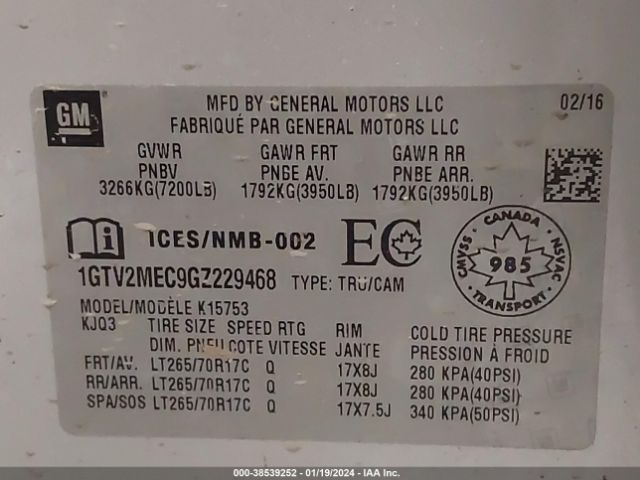 GM
MFD BY GENERAL MOTORS LLC 02/16
FABRIQUÉ PAR GENERAL MOTORS LLC
GVWR GAWR FRT GAWR RR
PNBV PNBE AV. PNBE ARR.
3266KG(7200LB) 1792KG(3950LB) 1792KG(3950LB)
ICES/NMB-002 EC
CANADA
CMVSS 985 NSVAC
TRANSPORT
1GTV2MEC9GZ229468 TYPE: TRU/CAM
MODEL/MODÈLE K15753
KJQ3 TIRE SIZE SPEED RTG RIM COLD TIRE PRESSURE
DIM. PNEU COTE VITESSE JANTE PRESSION À FROID
FRT/AV. LT265/70R17C Q 17X8J 280 KPA(40PSI)
RR/ARR. LT265/70R17C Q 17X8J 280 KPA(40PSI)
SPA/SOS LT265/70R17C Q 17X7.5J 340 KPA(50PSI)
000-38539252 - 01/19/2024 - IAA Inc.